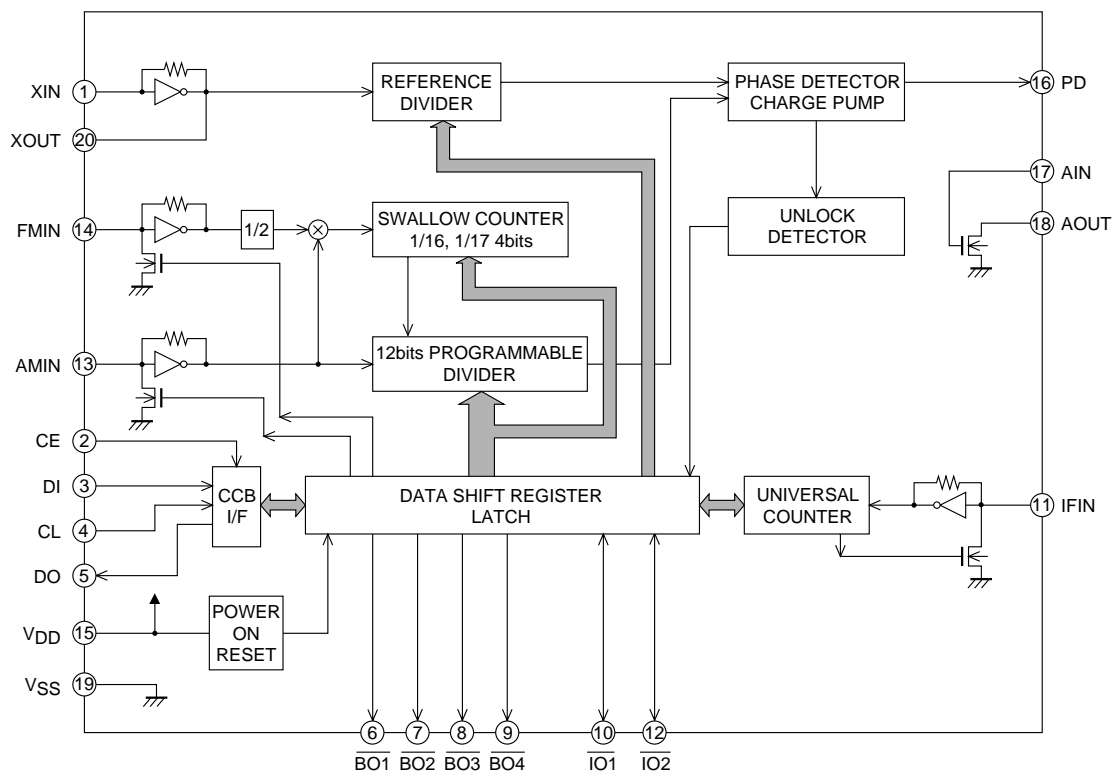 XIN 1
REFERENCE
DIVIDER
PHASE DETECTOR
CHARGE PUMP
16 PD
XOUT 20
17 AIN
FMIN 14
1/2
SWALLOW COUNTER
1/16, 1/17 4bits
UNLOCK
DETECTOR
18 AOUT
AMIN 13
12bits PROGRAMMABLE
DIVIDER
CE 2
DI 3
CCB
I/F
DATA SHIFT REGISTER
LATCH
UNIVERSAL
COUNTER
11 IFIN
CL 4
DO 5
VDD 15
POWER
ON
RESET
VSS 19
6 7 8 9 10 12
BO1 BO2 BO3 BO4 IO1 IO2